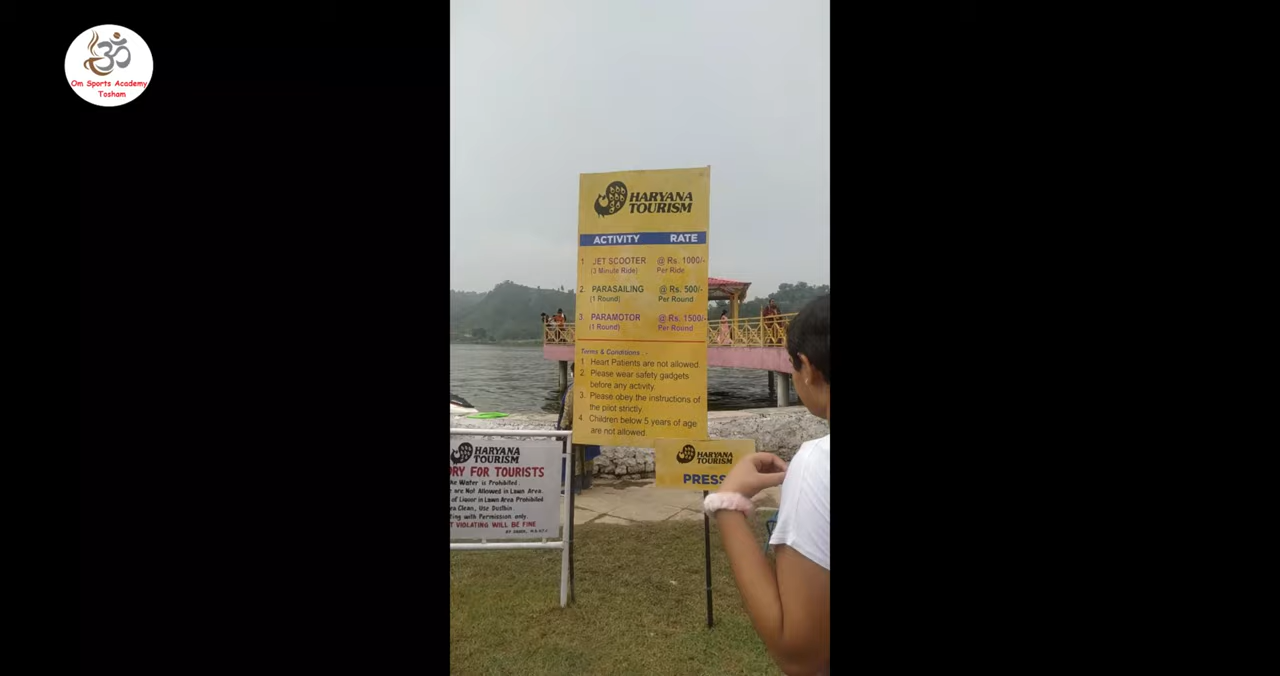 ॐ
Om Sports Academy
Tosham
HARYANA
TOURISM
ACTIVITY RATE
1. JET SCOOTER @ Rs. 1000/-
(3 Minute Ride) Per Ride
2. PARASAILING @ Rs. 500/-
(1 Round) Per Round
3. PARAMOTOR @ Rs. 1500/-
(1 Round) Per Round
Terms & Conditions : -
1. Heart Patients are not allowed.
2. Please wear safety gadgets
before any activity.
3. Please obey the instructions of
the pilot strictly.
4. Children below 5 years of age
are not allowed.
HARYANA
TOURISM
PRESS
HARYANA
TOURISM
ORY FOR TOURISTS
he Water is Prohibited.
are Not Allowed in Lawn Area.
of Liquor in Lawn Area Prohibited
ea Clean, Use Dustbin.
ting with Permission only.
T VIOLATING WILL BE FINE